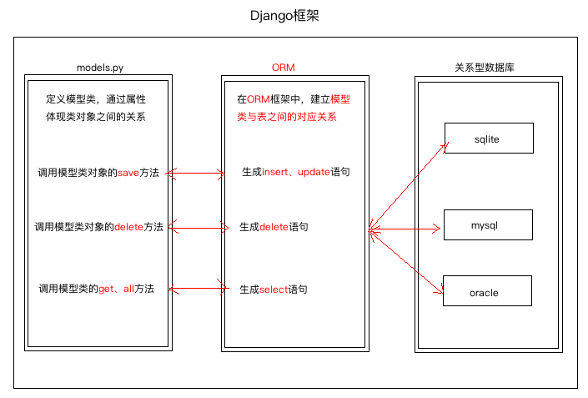 Django框架
models.py
ORM
关系型数据库
定义模型类，通过属性
体现类对象之间的关系
在ORM框架中，建立模型
类与表之间的对应关系
sqlite
调用模型类对象的save方法
生成insert、update语句
调用模型类对象的delete方法
生成delete语句
mysql
调用模型类的get、all方法
生成select语句
oracle